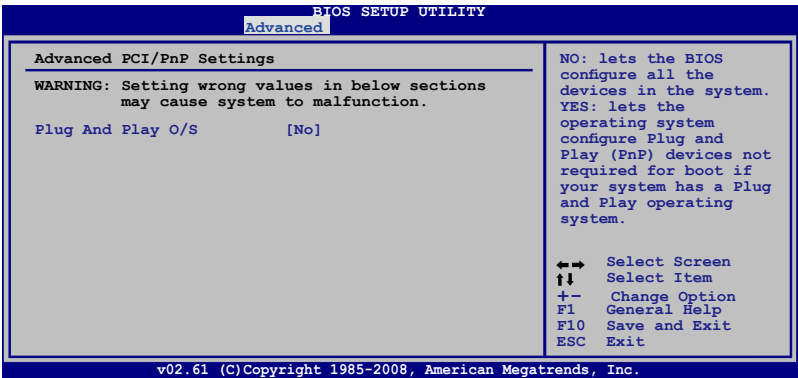 BIOS SETUP UTILITY
Advanced
Advanced PCI/PnP Settings
WARNING: Setting wrong values in below sections
may cause system to malfunction.
Plug And Play O/S [No]
NO: lets the BIOS
configure all the
devices in the system.
YES: lets the
operating system
configure Plug and
Play (PnP) devices not
required for boot if
your system has a Plug
and Play operating
system.
←→ Select Screen
↑↓ Select Item
+- Change Option
F1 General Help
F10 Save and Exit
ESC Exit
v02.61 (C)Copyright 1985-2008, American Megatrends, Inc.